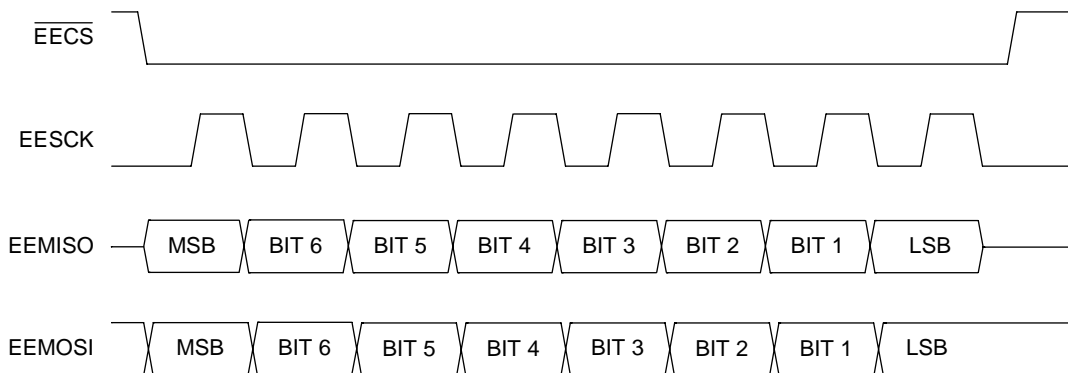 EECS
EESCK
EEMISO MSB BIT 6 BIT 5 BIT 4 BIT 3 BIT 2 BIT 1 LSB
EEMOSI MSB BIT 6 BIT 5 BIT 4 BIT 3 BIT 2 BIT 1 LSB